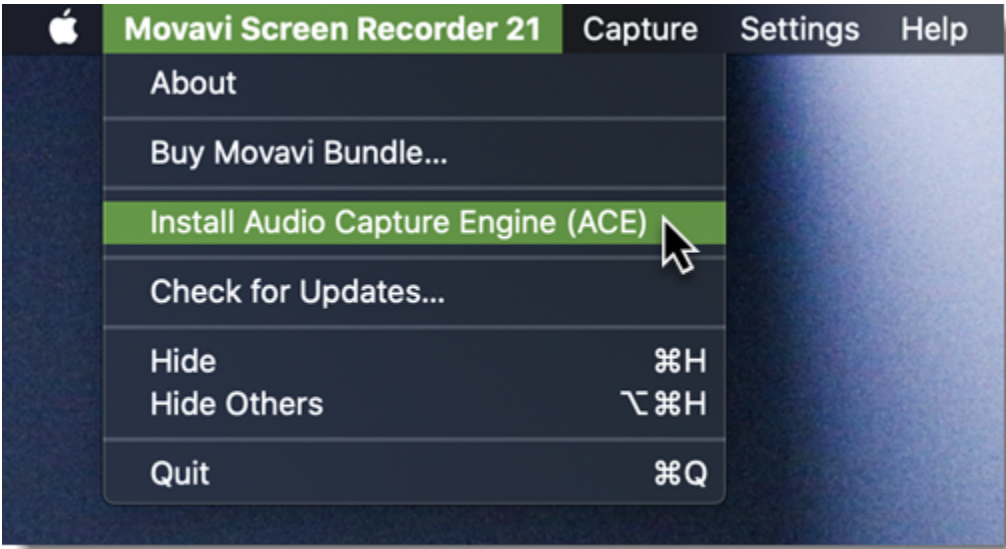 Movavi Screen Recorder 21 Capture Settings Help
About
Buy Movavi Bundle...
Install Audio Capture Engine (ACE)
Check for Updates...
Hide ⌘H
Hide Others ⌥⌘H
Quit ⌘Q